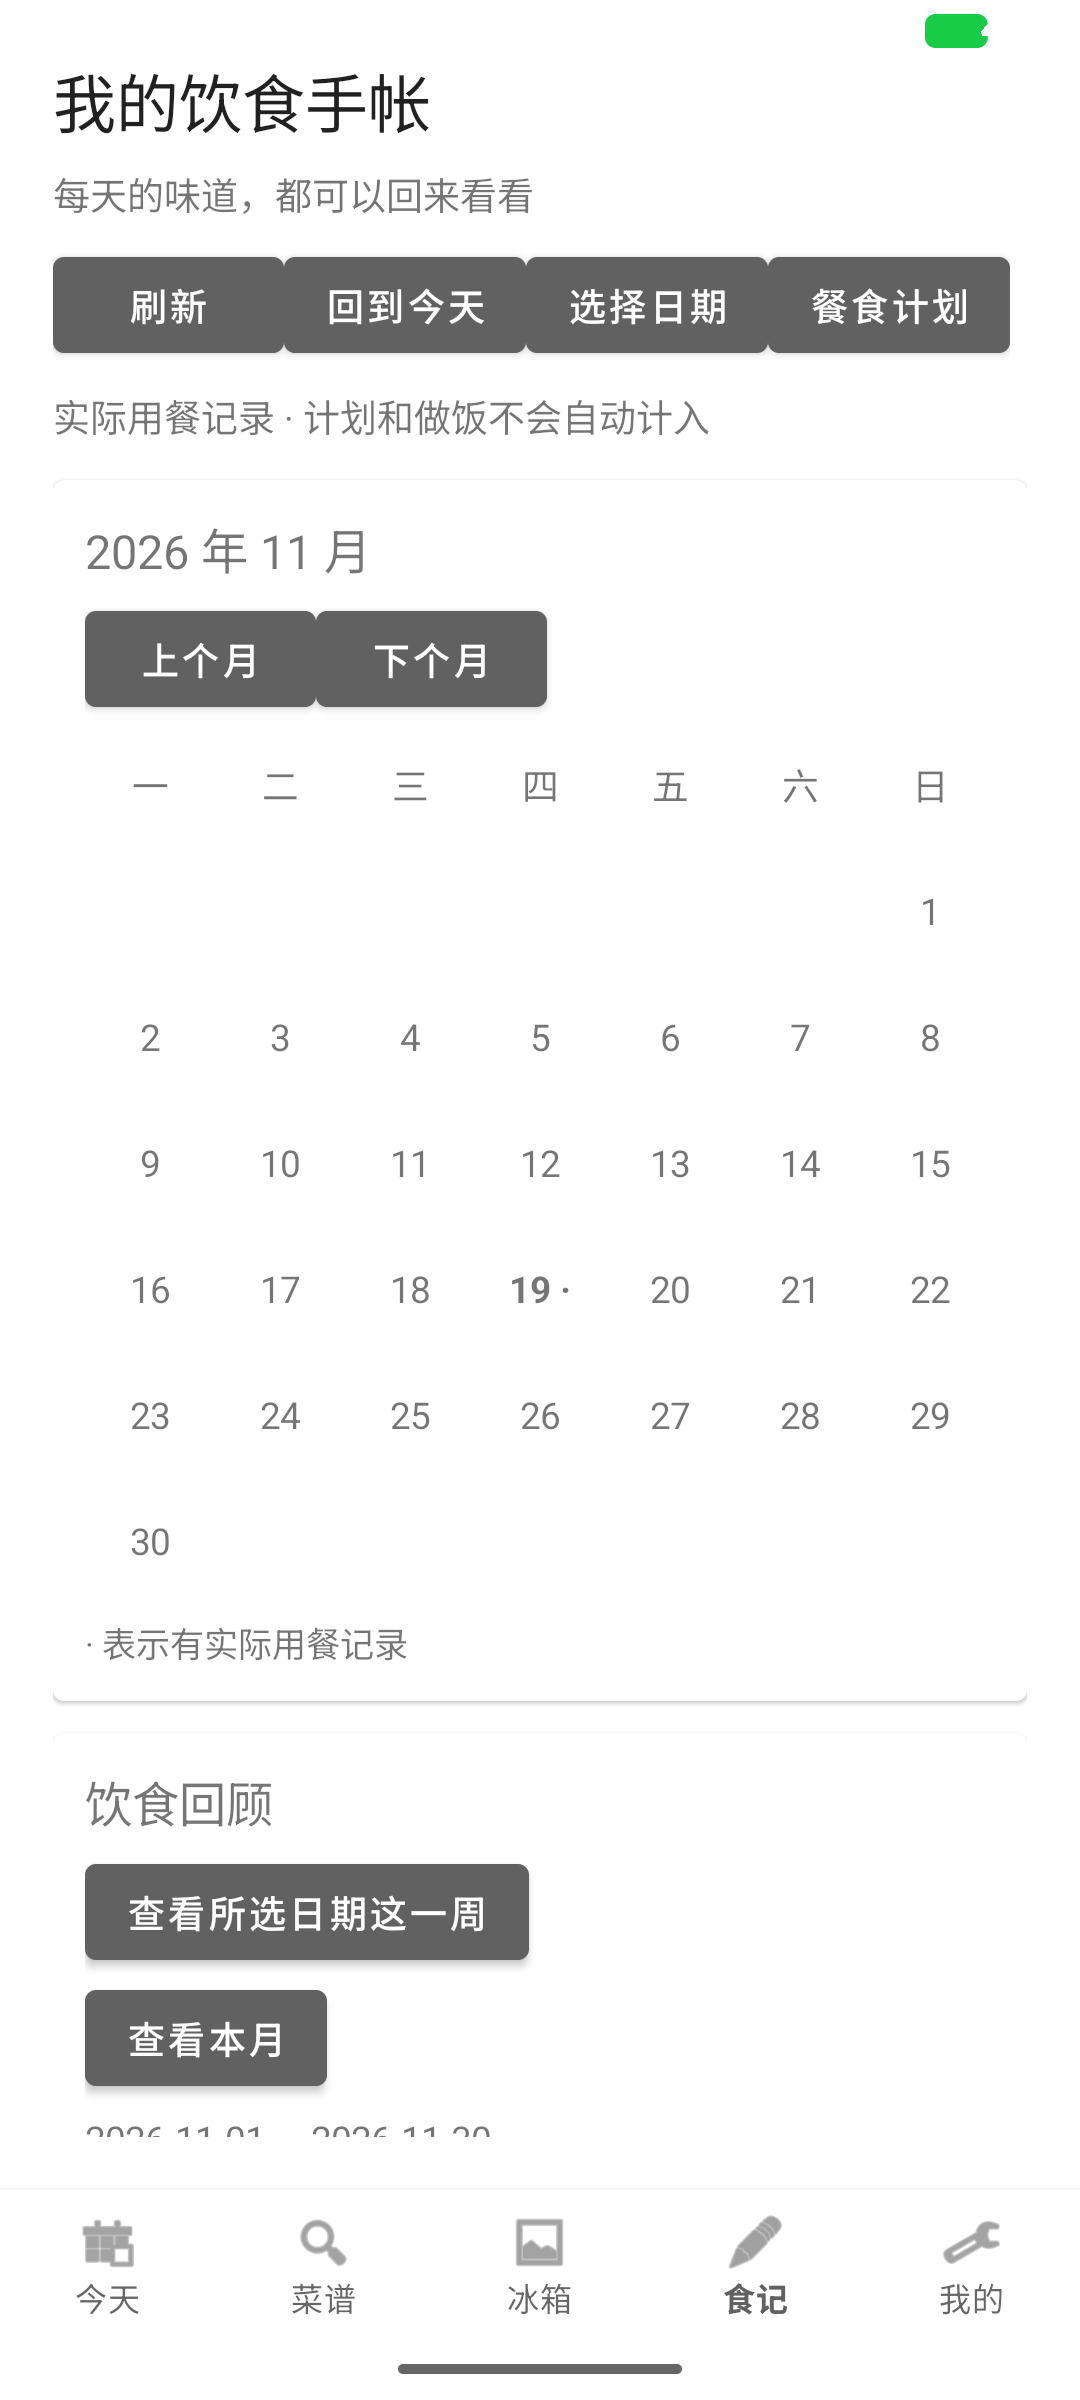 我的饮食手帐
每天的味道，都可以回来看看
刷新 回到今天 选择日期 餐食计划
实际用餐记录 · 计划和做饭不会自动计入
2026 年 11 月
上个月 下个月
一 二 三 四 五 六 日
1
2 3 4 5 6 7 8
9 10 11 12 13 14 15
16 17 18 19 · 20 21 22
23 24 25 26 27 28 29
30
· 表示有实际用餐记录
饮食回顾
查看所选日期这一周
查看本月
今天 菜谱 冰箱 食记 我的